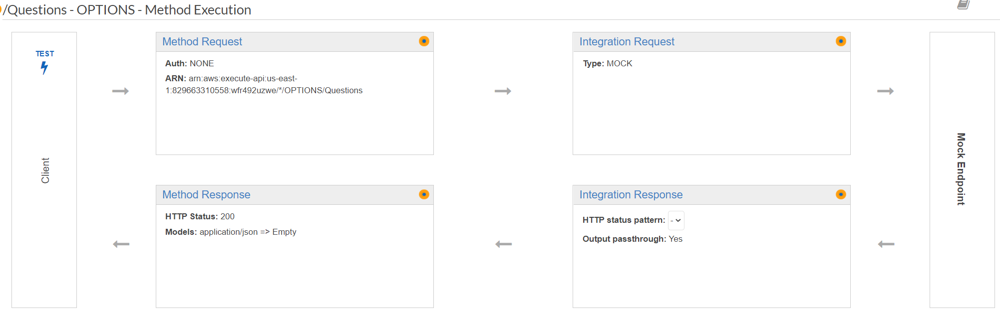 /Questions - OPTIONS - Method Execution
TEST
Client
Method Request
Auth: NONE
ARN: arn:aws:execute-api:us-east-
1:829663310558:wfr492uzwe/*/OPTIONS/Questions
Integration Request
Type: MOCK
Mock Endpoint
Method Response
HTTP Status: 200
Models: application/json => Empty
Integration Response
HTTP status pattern: -
Output passthrough: Yes